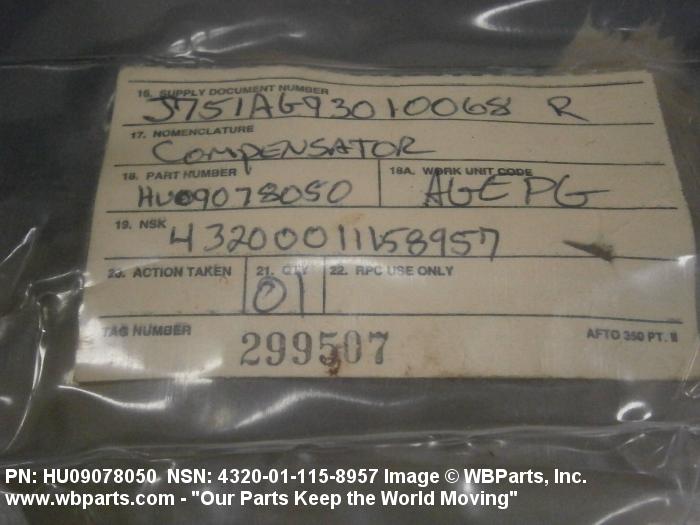 16. SUPPLY DOCUMENT NUMBER
J751AG93010068 R
17. NOMENCLATURE
COMPENSATOR
18. PART NUMBER 18A. WORK UNIT CODE
HU09078050 AGEPG
19. NSN
4320001158957
20. ACTION TAKEN 21. QTY 22. RPC USE ONLY
01
TAG NUMBER 299507 AFTO 350 PT. II
PN: HU09078050 NSN: 4320-01-115-8957 Image © WBParts, Inc.
www.wbparts.com - "Our Parts Keep the World Moving"